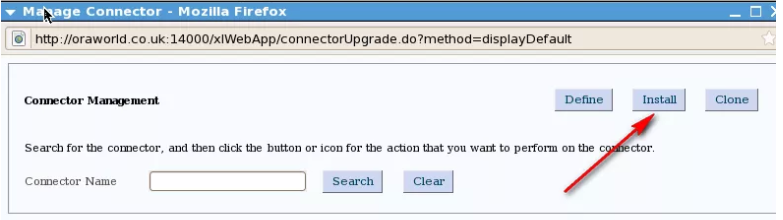 Manage Connector - Mozilla Firefox
http://oraworld.co.uk:14000/xlWebApp/connectorUpgrade.do?method=displayDefault
Connector Management Define Install Clone
Search for the connector, and then click the button or icon for the action that you want to perform on the connector.
Connector Name Search Clear